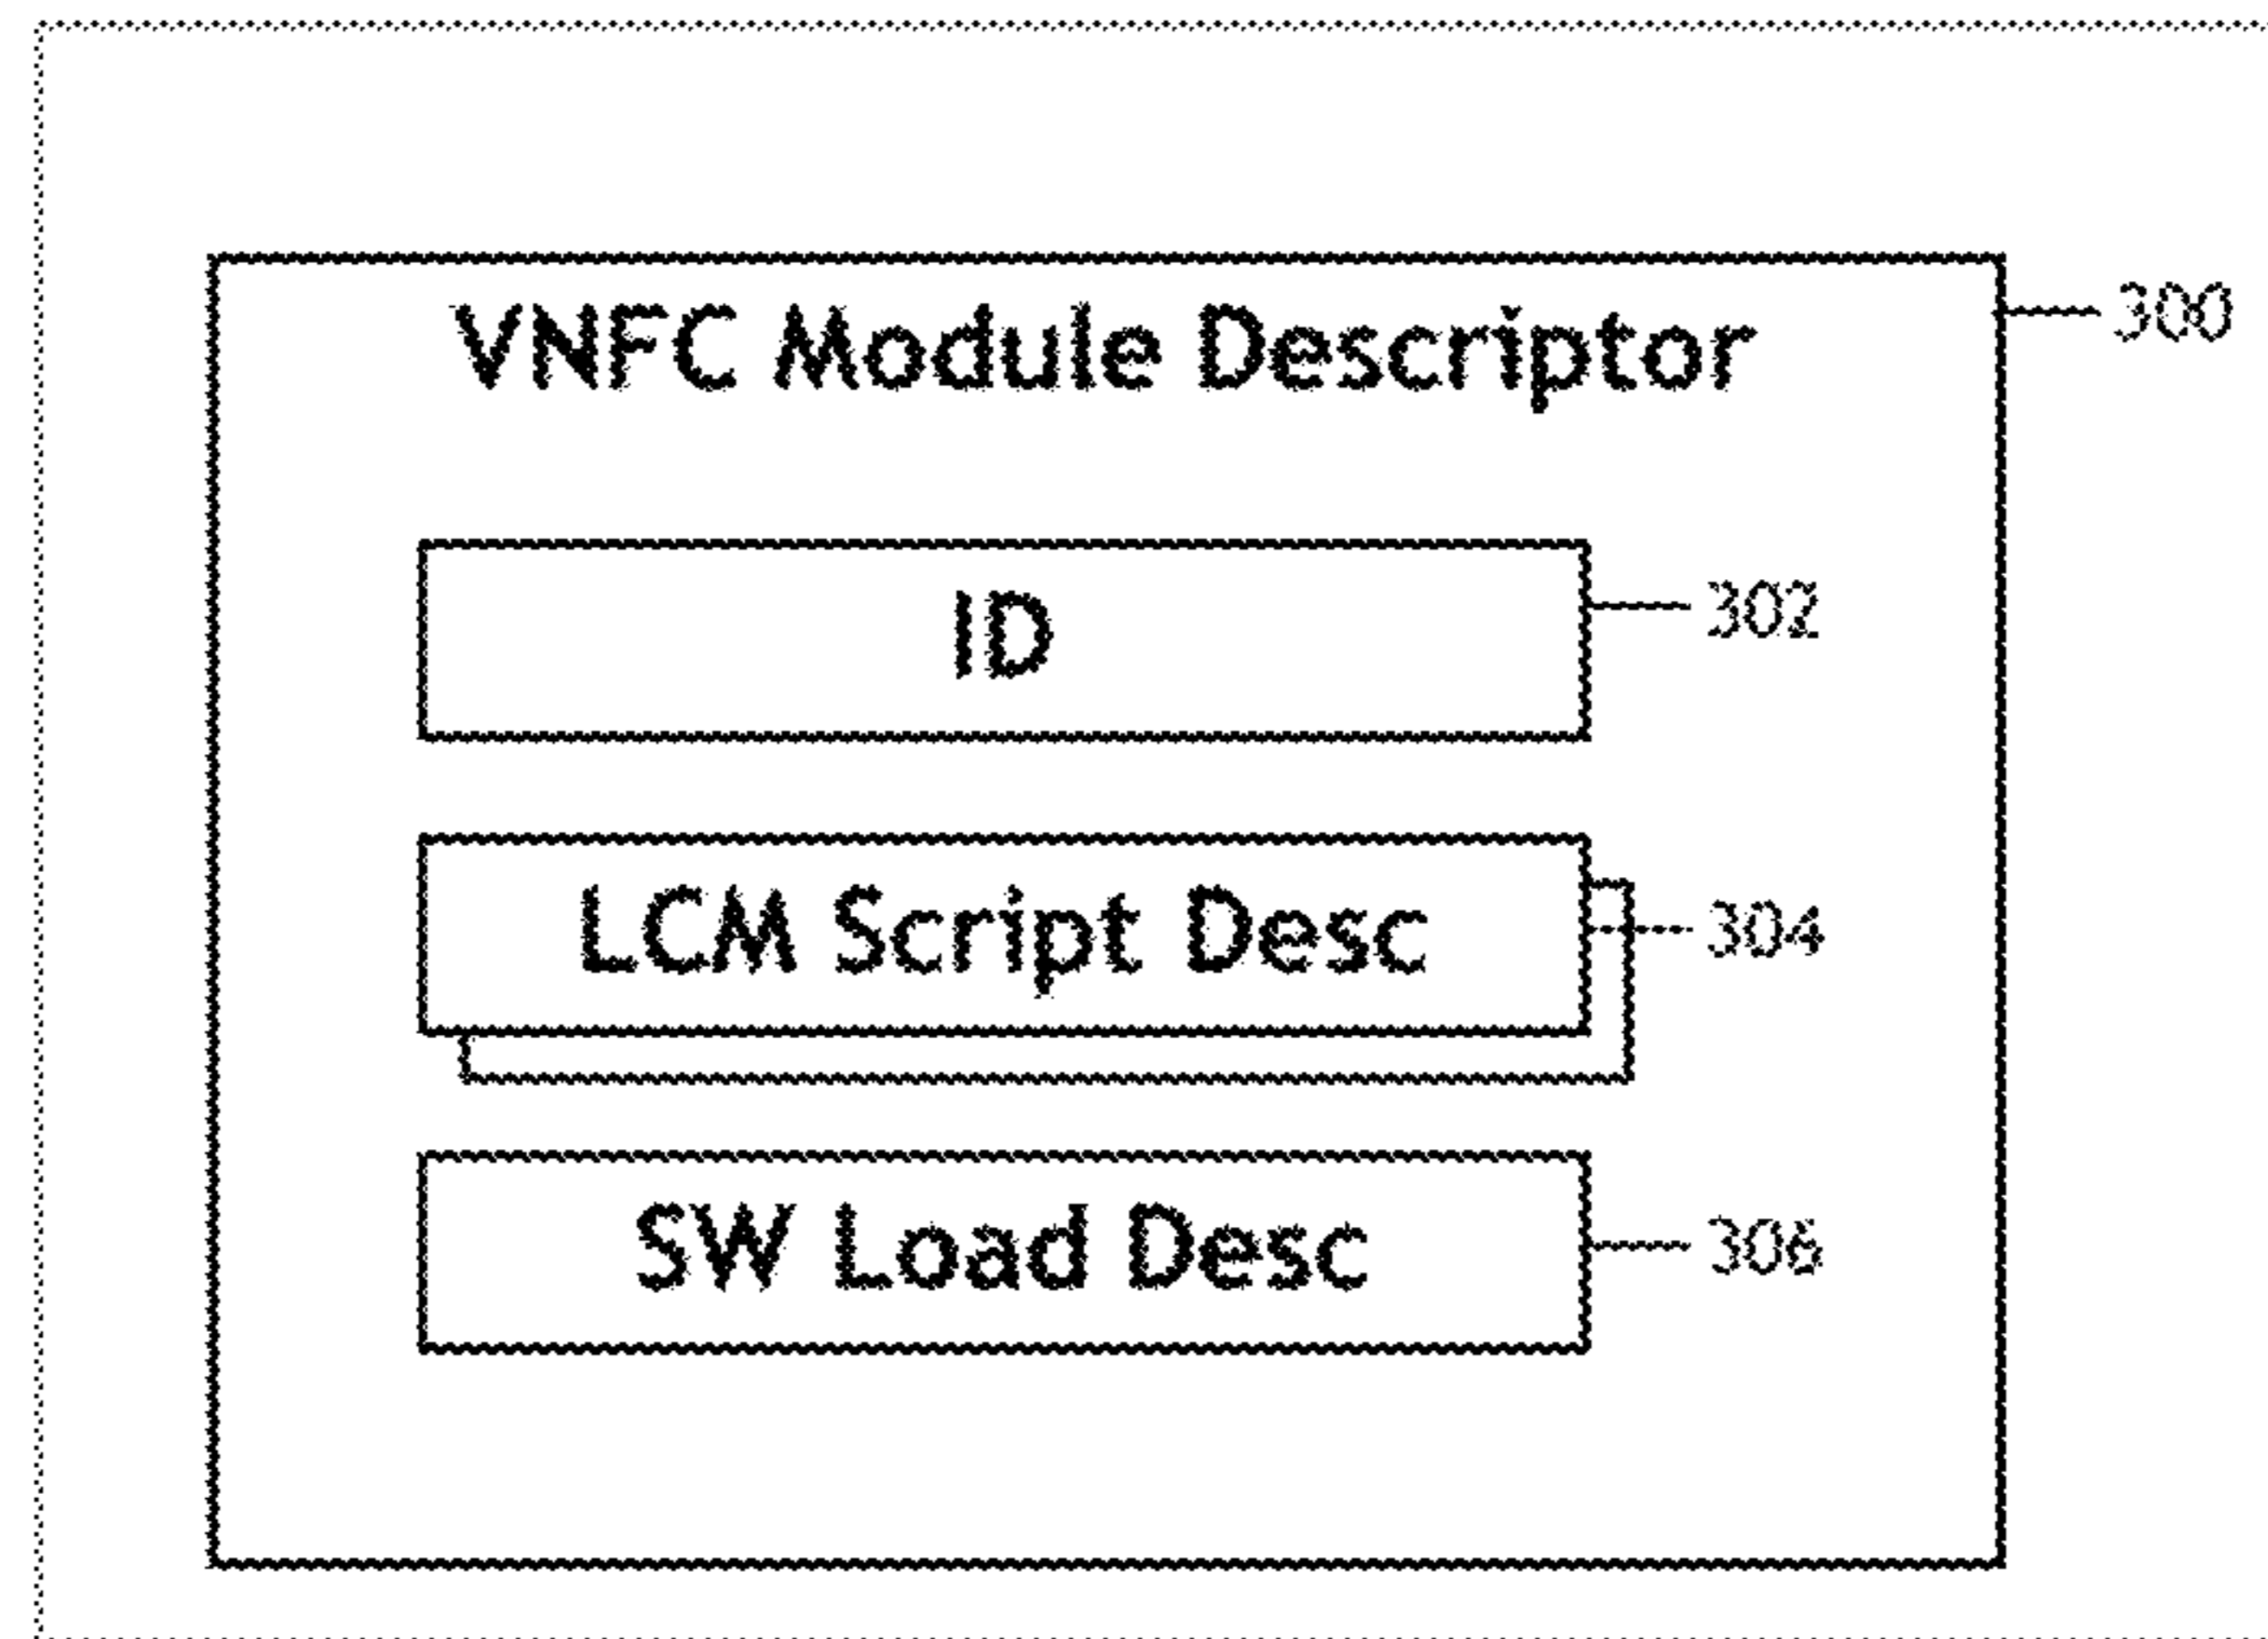 VNFC Module Descriptor
300
ID
302
LCM Script Desc
304
SW Load Desc
306